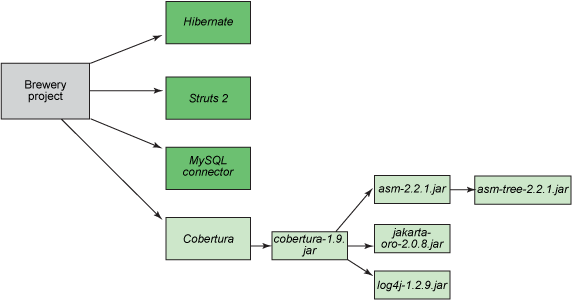 Hibernate
Brewery
project
Struts 2
MySQL
connector
asm-2.2.1.jar
asm-tree-2.2.1.jar
Cobertura
cobertura-1.9.
jar
jakarta-
oro-2.0.8.jar
log4j-1.2.9.jar